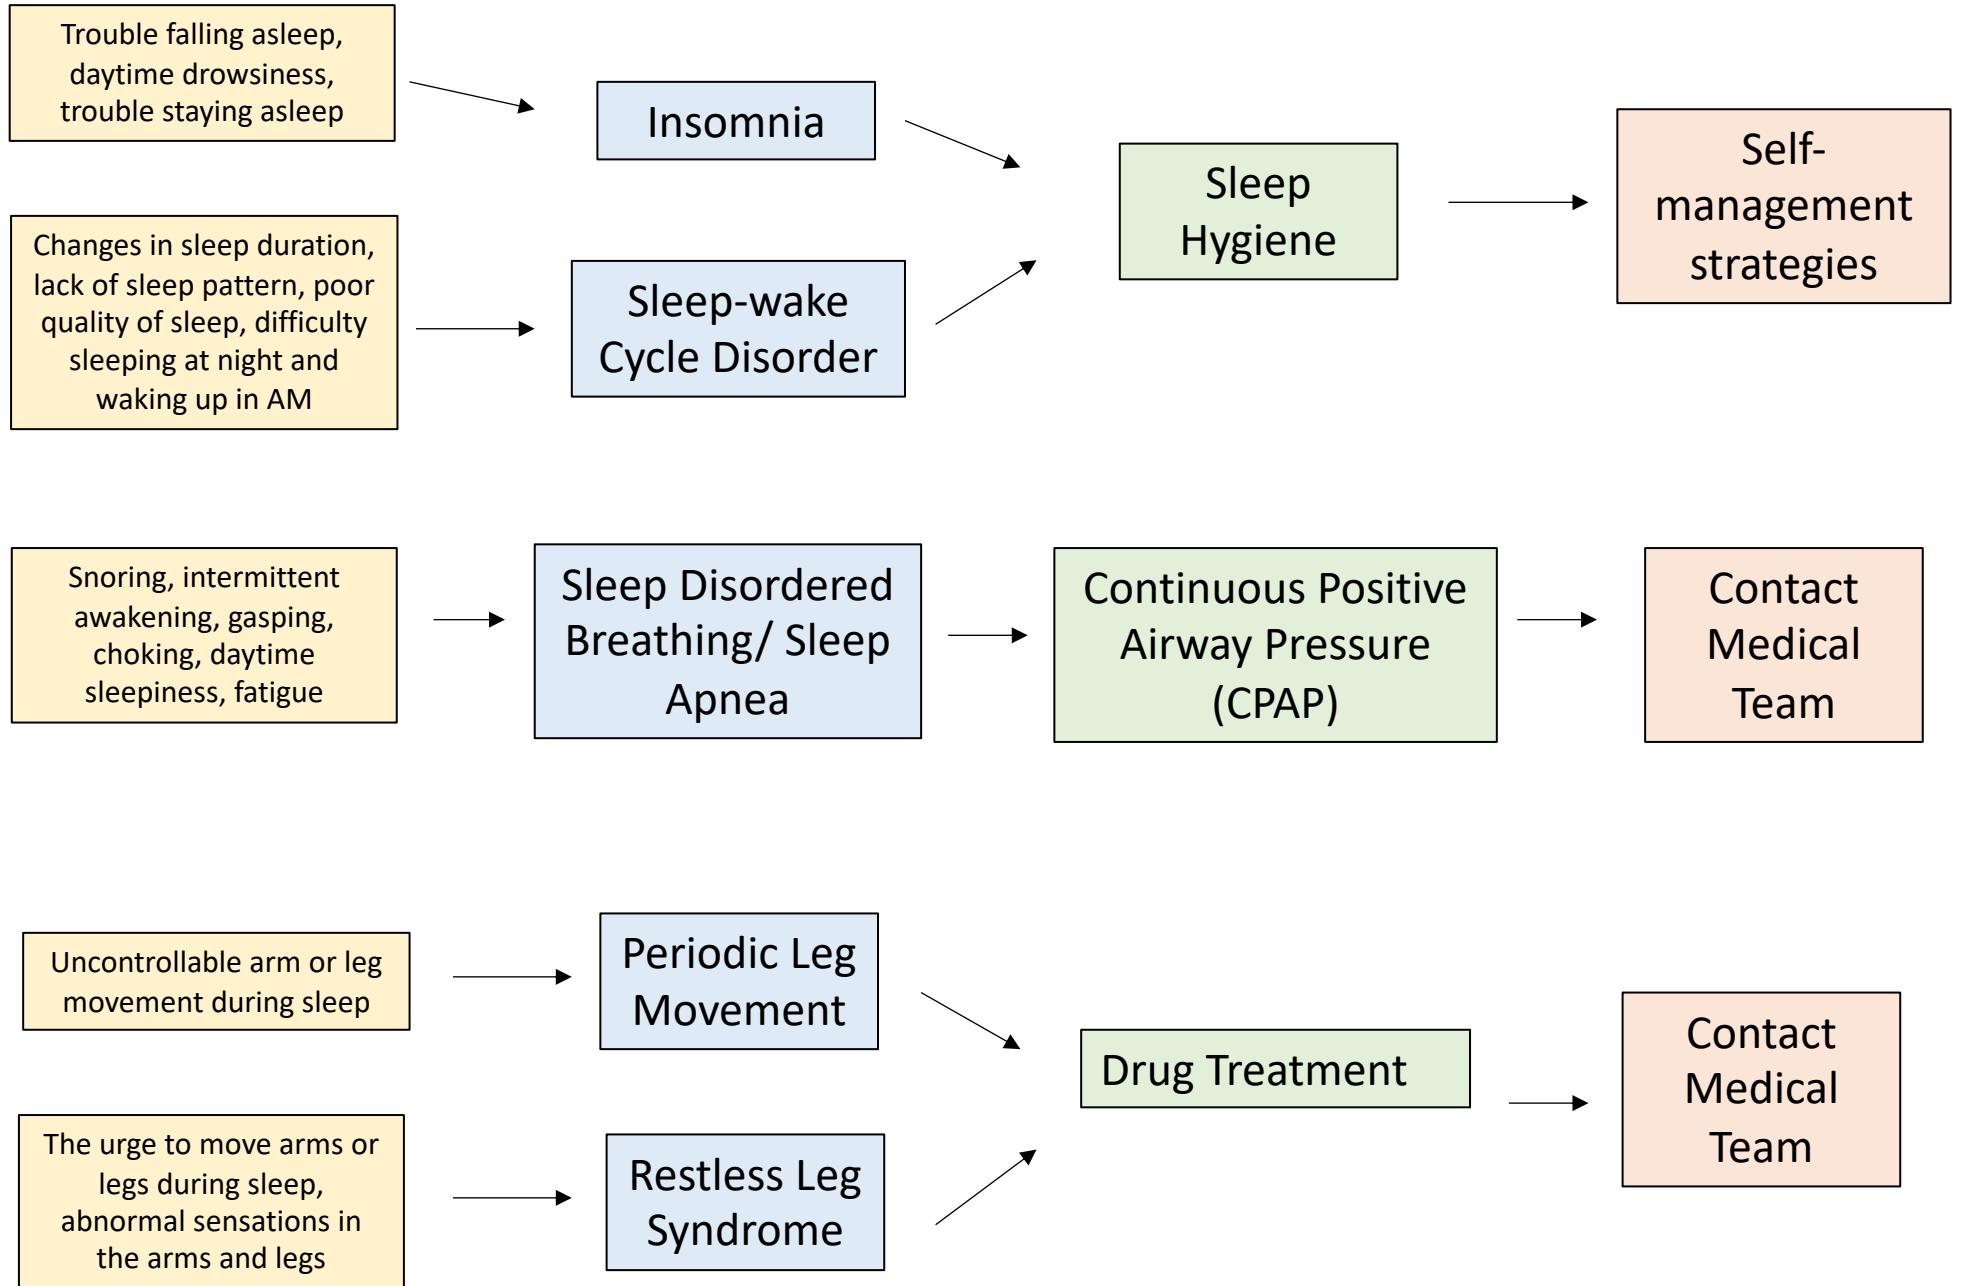 Trouble falling asleep,
daytime drowsiness,
trouble staying asleep
Insomnia
Sleep
Hygiene
Self-
management
strategies
Changes in sleep duration,
lack of sleep pattern, poor
quality of sleep, difficulty
sleeping at night and
waking up in AM
Sleep-wake
Cycle Disorder
Snoring, intermittent
awakening, gasping,
choking, daytime
sleepiness, fatigue
Sleep Disordered
Breathing/ Sleep
Apnea
Continuous Positive
Airway Pressure
(CPAP)
Contact
Medical
Team
Uncontrollable arm or leg
movement during sleep
Periodic Leg
Movement
Drug Treatment
Contact
Medical
Team
The urge to move arms or
legs during sleep,
abnormal sensations in
the arms and legs
Restless Leg
Syndrome